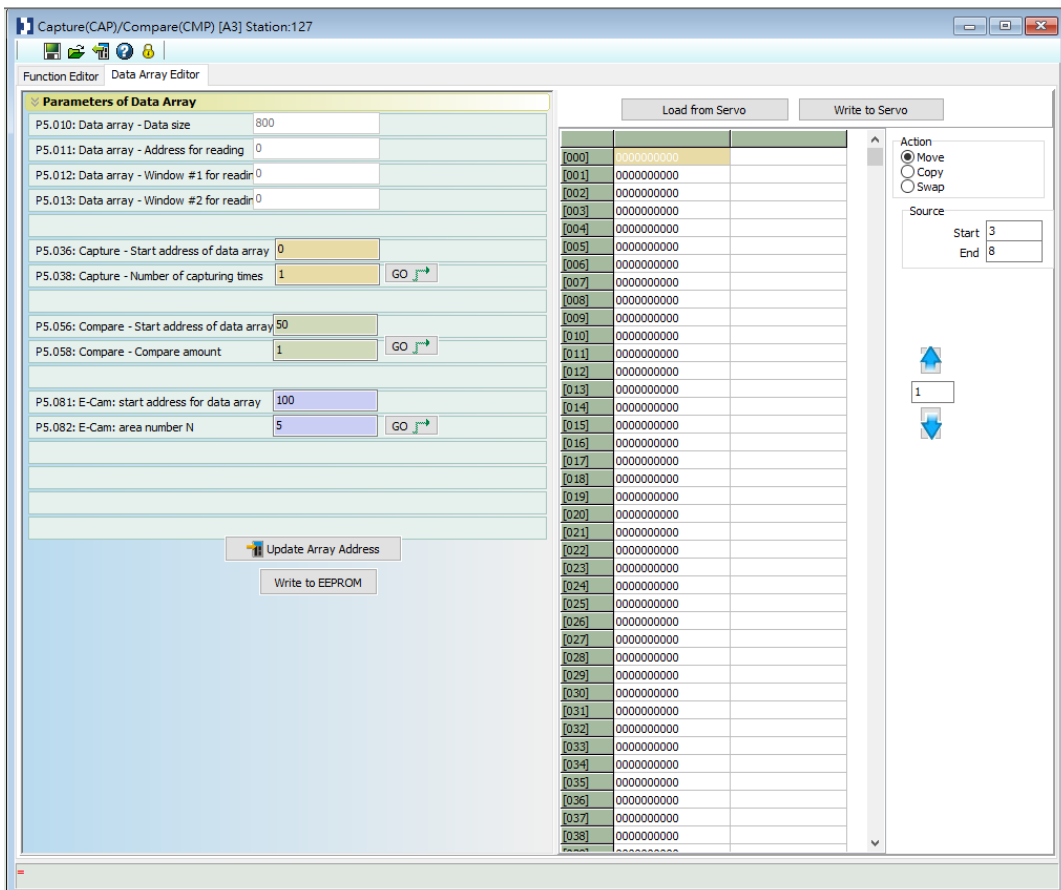 Capture(CAP)/Compare(CMP) [A3] Station:127
Function Editor Data Array Editor
Parameters of Data Array
P5.010: Data array - Data size 800
P5.011: Data array - Address for reading 0
P5.012: Data array - Window #1 for readin 0
P5.013: Data array - Window #2 for readin 0
P5.036: Capture - Start address of data array 0
P5.038: Capture - Number of capturing times 1 GO
P5.056: Compare - Start address of data array 50
P5.058: Compare - Compare amount 1 GO
P5.081: E-Cam: start address for data array 100
P5.082: E-Cam: area number N 5 GO
Update Array Address
Write to EEPROM
Load from Servo Write to Servo
[000] 0000000000
[001] 0000000000
[002] 0000000000
[003] 0000000000
[004] 0000000000
[005] 0000000000
[006] 0000000000
[007] 0000000000
[008] 0000000000
[009] 0000000000
[010] 0000000000
[011] 0000000000
[012] 0000000000
[013] 0000000000
[014] 0000000000
[015] 0000000000
[016] 0000000000
[017] 0000000000
[018] 0000000000
[019] 0000000000
[020] 0000000000
[021] 0000000000
[022] 0000000000
[023] 0000000000
[024] 0000000000
[025] 0000000000
[026] 0000000000
[027] 0000000000
[028] 0000000000
[029] 0000000000
[030] 0000000000
[031] 0000000000
[032] 0000000000
[033] 0000000000
[034] 0000000000
[035] 0000000000
[036] 0000000000
[037] 0000000000
[038] 0000000000
Action
Move
Copy
Swap
Source
Start 3
End 8
1
=